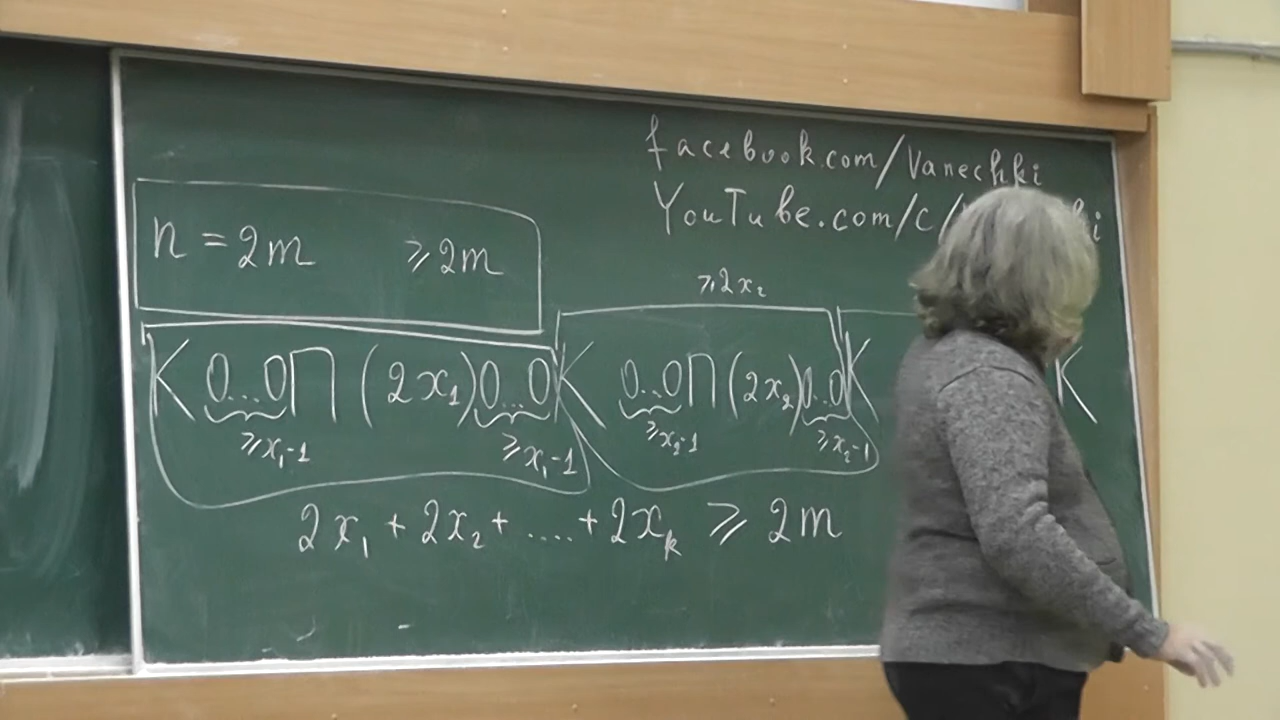 facebook.com/Vanechki
YouTube.com/c/
n = 2m ⩾ 2m
⩾ 2x₂
К 0...0 П (2x₁) 0...0 К 0..0 П (2x₂) 0..0 К К
⩾ x₁-1 ⩾ x₁-1 ⩾ x₂-1 ⩾ x₂-1
2x₁ + 2x₂ + .... + 2xₖ ⩾ 2m